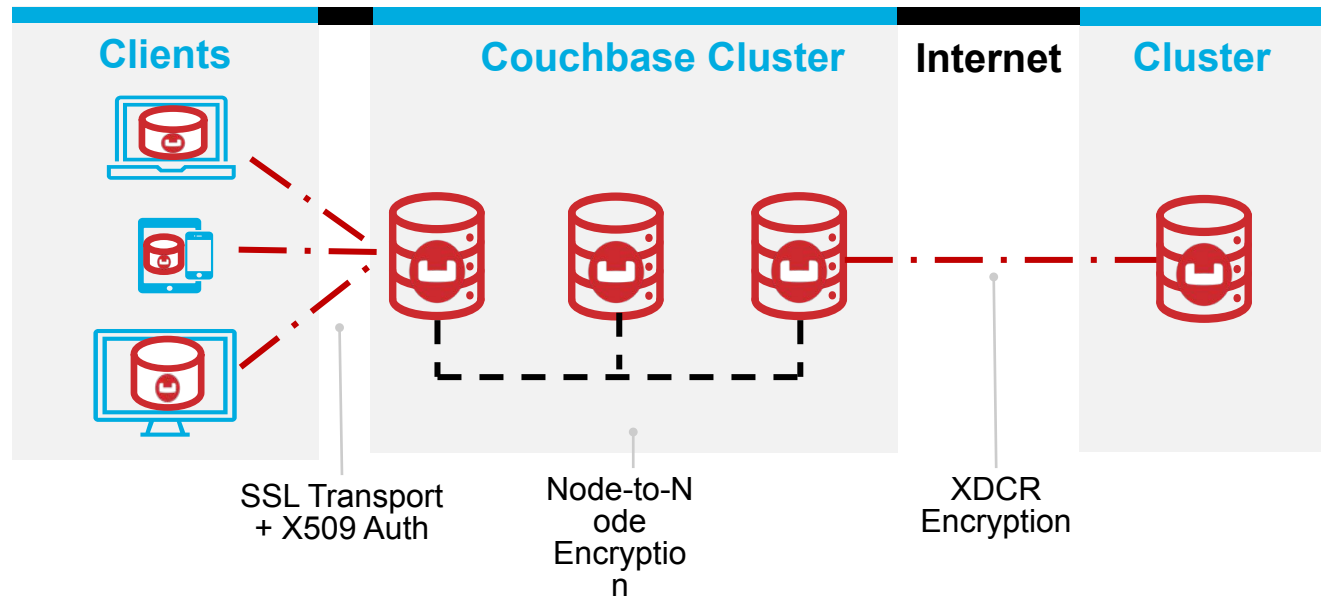 Clients
Couchbase Cluster
Internet
Cluster
SSL Transport
+ X509 Auth
Node-to-N
ode
Encryptio
n
XDCR
Encryption